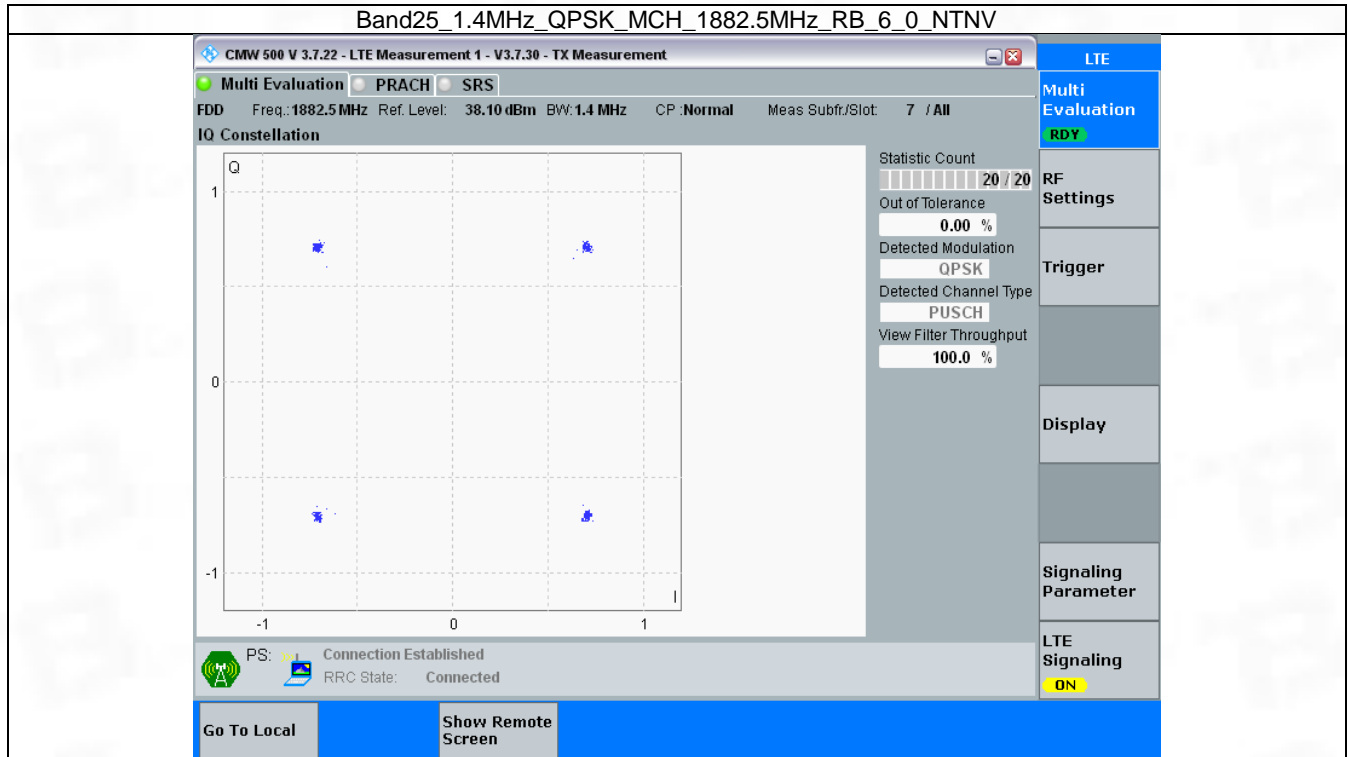 Band25_1.4MHz_QPSK_MCH_1882.5MHz_RB_6_0_NTNV
CMW 500 V 3.7.22 - LTE Measurement 1 - V3.7.30 - TX Measurement
Multi Evaluation PRACH SRS
FDD Freq.:1882.5 MHz Ref. Level: 38.10 dBm BW:1.4 MHz CP :Normal Meas Subfr./Slot: 7 / All
IQ Constellation
Q
1
0
-1
I
-1 0 1
Statistic Count
20 / 20
Out of Tolerance
0.00 %
Detected Modulation
QPSK
Detected Channel Type
PUSCH
View Filter Throughput
100.0 %
PS: Connection Established
RRC State: Connected
LTE
Multi
Evaluation
RDY
RF
Settings
Trigger
Display
Signaling
Parameter
LTE
Signaling
ON
Go To Local
Show Remote
Screen